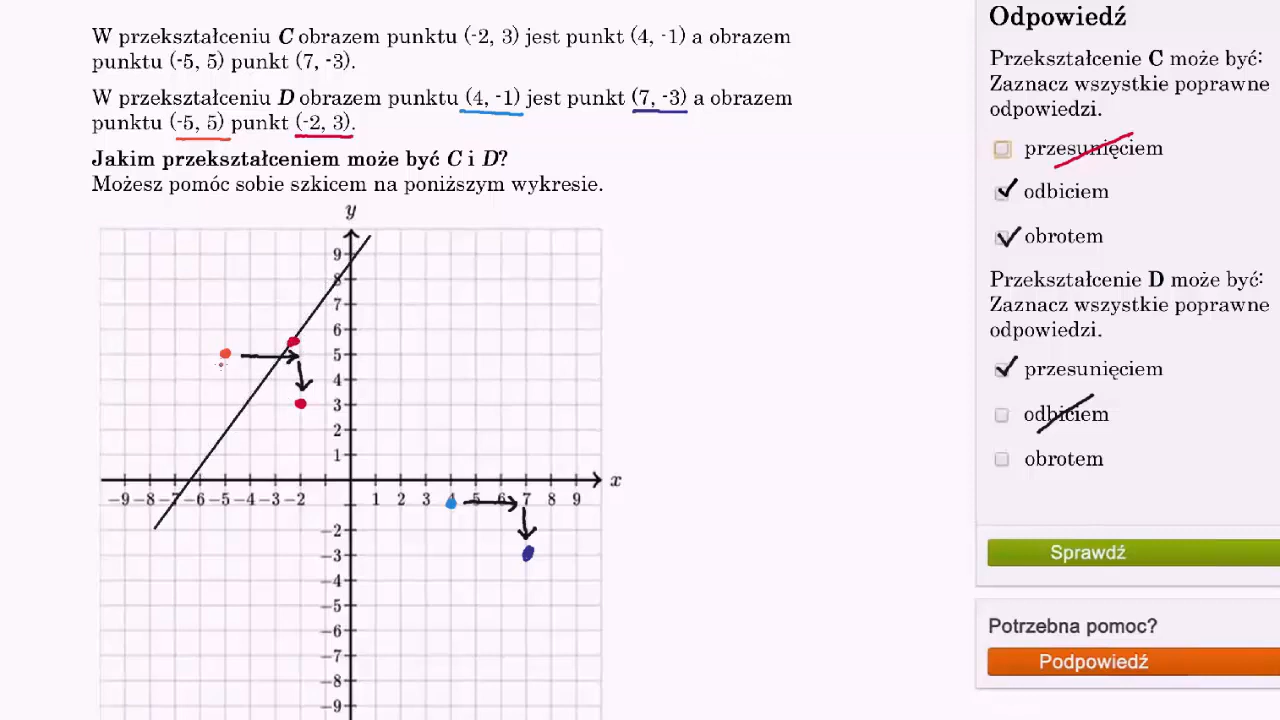 W przekształceniu C obrazem punktu (-2, 3) jest punkt (4, -1) a obrazem
punktu (-5, 5) punkt (7, -3).
W przekształceniu D obrazem punktu (4, -1) jest punkt (7, -3) a obrazem
punktu (-5, 5) punkt (-2, 3).
Jakim przekształceniem może być C i D?
Możesz pomóc sobie szkicem na poniższym wykresie.
y
9
8
7
6
5
4
3
2
1
−9 −8 −7 −6 −5 −4 −3 −2 1 2 3 4 5 6 7 8 9 x
−2
−3
−4
−5
−6
−7
−8
−9
Odpowiedź
Przekształcenie C może być:
Zaznacz wszystkie poprawne
odpowiedzi.
przesunięciem
odbiciem
obrotem
Przekształcenie D może być:
Zaznacz wszystkie poprawne
odpowiedzi.
przesunięciem
odbiciem
obrotem
Sprawdź
Potrzebna pomoc?
Podpowiedź